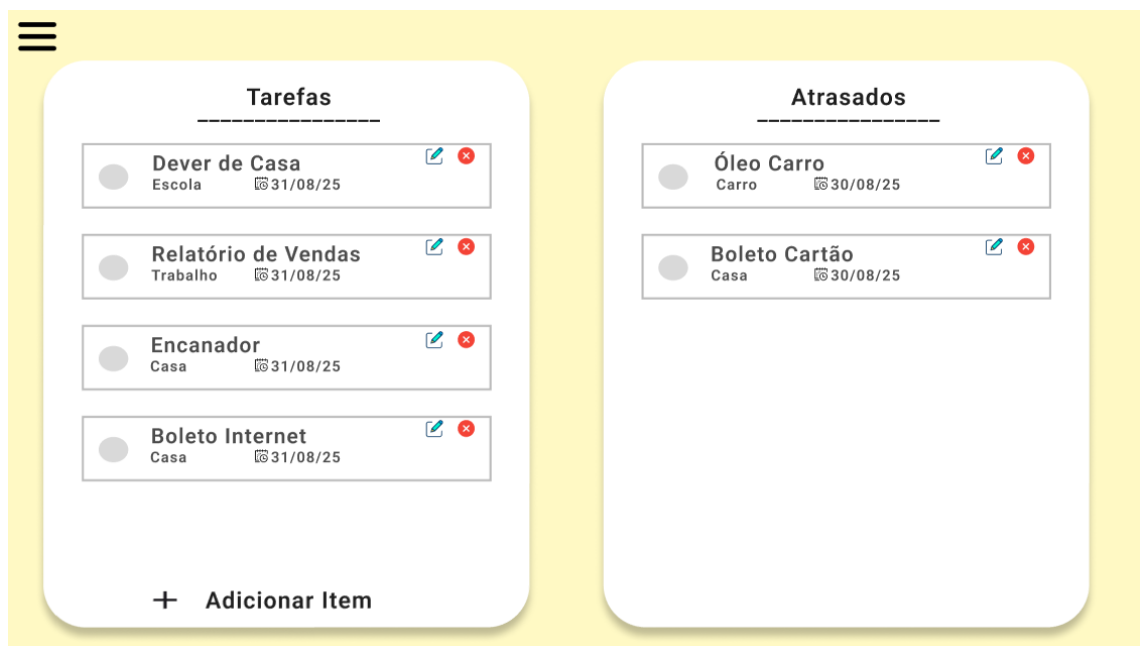 Tarefas
Dever de Casa
Escola 31/08/25
Relatório de Vendas
Trabalho 31/08/25
Encanador
Casa 31/08/25
Boleto Internet
Casa 31/08/25
+ Adicionar Item
Atrasados
Óleo Carro
Carro 30/08/25
Boleto Cartão
Casa 30/08/25